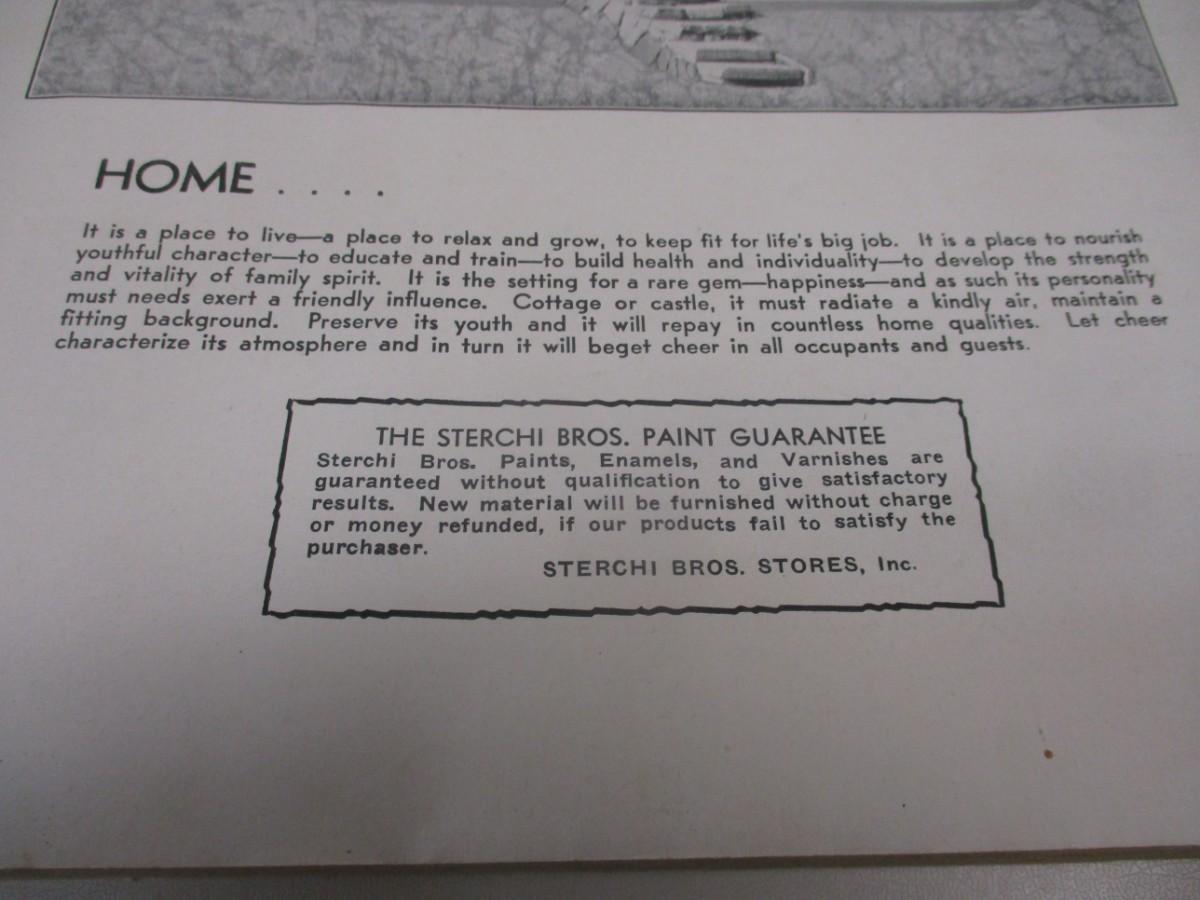 HOME . . . .
It is a place to live—a place to relax and grow, to keep fit for life's big job. It is a place to nourish
youthful character—to educate and train—to build health and individuality—to develop the strength
and vitality of family spirit. It is the setting for a rare gem—happiness—and as such its personality
must needs exert a friendly influence. Cottage or castle, it must radiate a kindly air, maintain a
fitting background. Preserve its youth and it will repay in countless home qualities. Let cheer
characterize its atmosphere and in turn it will beget cheer in all occupants and guests.
THE STERCHI BROS. PAINT GUARANTEE
Sterchi Bros. Paints, Enamels, and Varnishes are
guaranteed without qualification to give satisfactory
results. New material will be furnished without charge
or money refunded, if our products fail to satisfy the
purchaser.
STERCHI BROS. STORES, Inc.